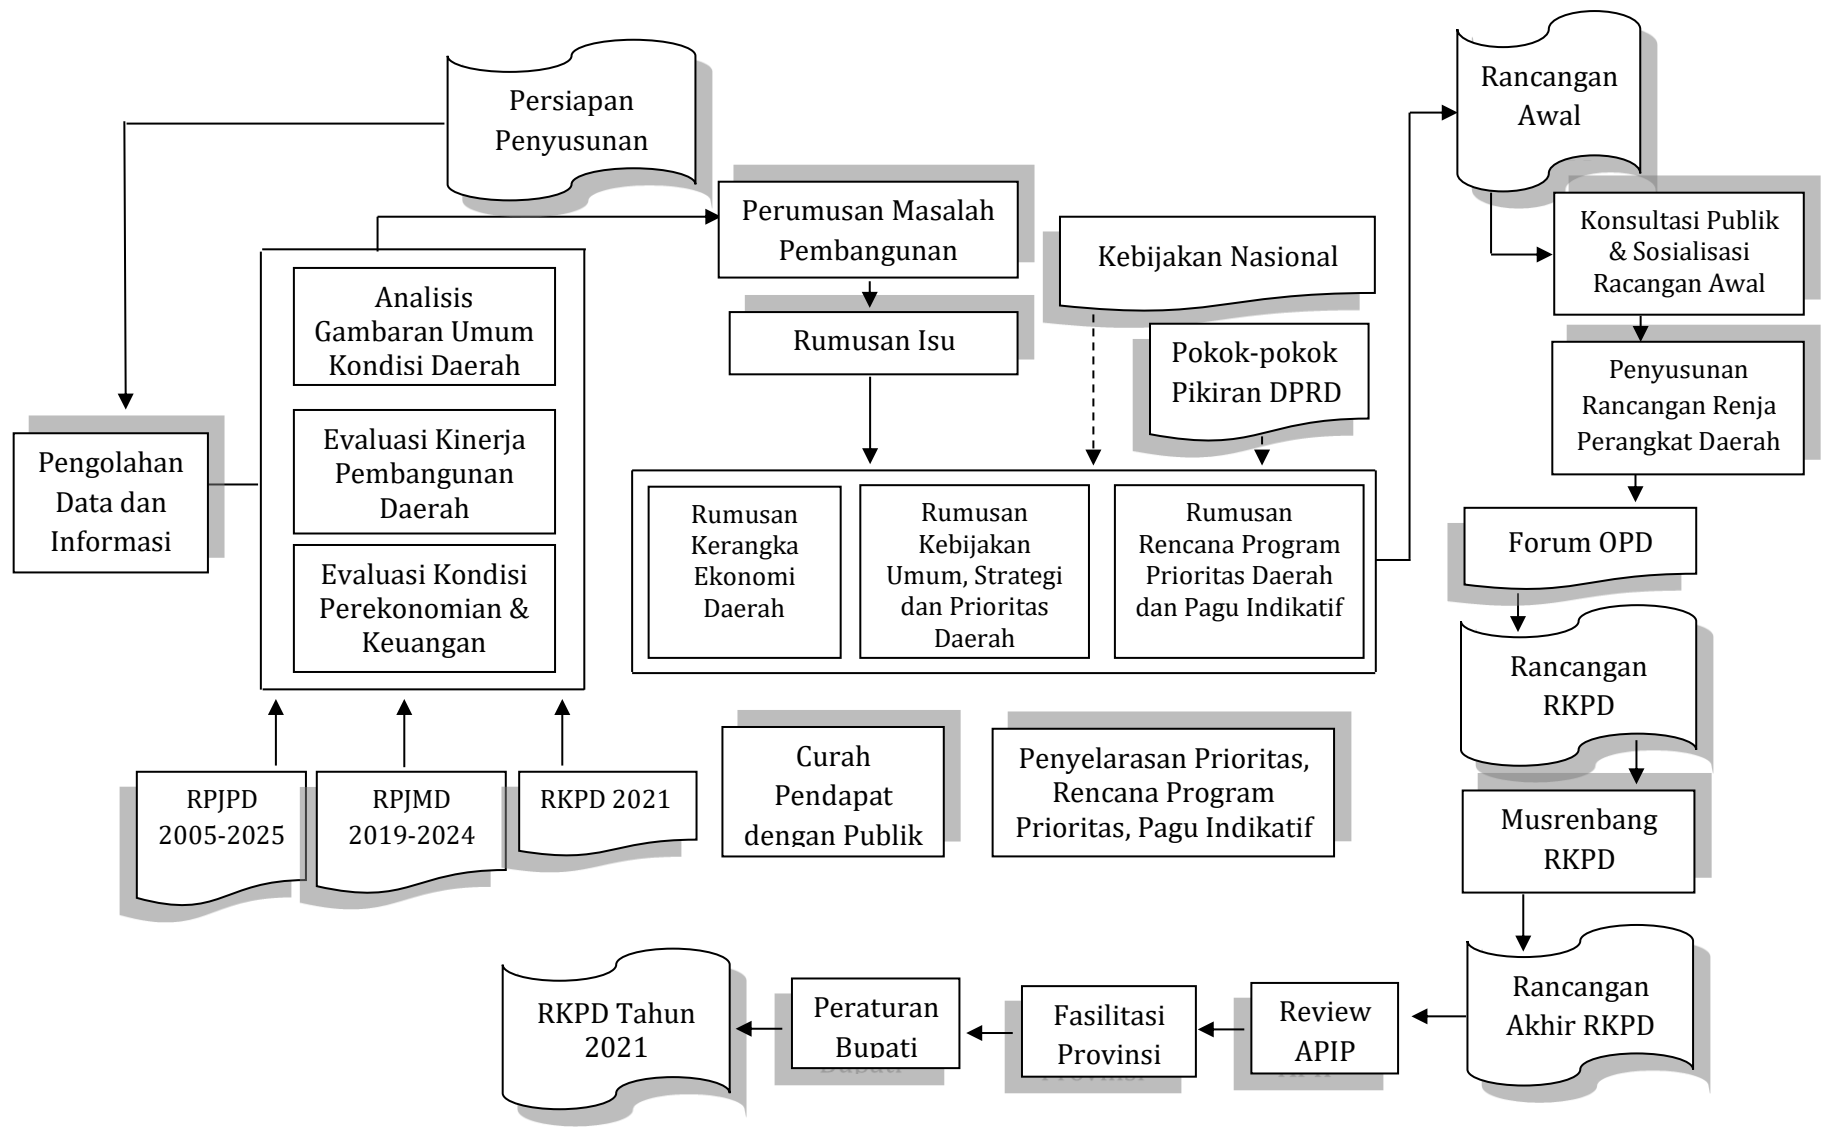 Persiapan
Penyusunan
Rancangan
Awal
Perumusan Masalah
Pembangunan
Kebijakan Nasional
Konsultasi Publik
& Sosialisasi
Racangan Awal
Analisis
Gambaran Umum
Kondisi Daerah
Rumusan Isu
Pokok-pokok
Pikiran DPRD
Penyusunan
Rancangan Renja
Perangkat Daerah
Pengolahan
Data dan
Informasi
Evaluasi Kinerja
Pembangunan
Daerah
Evaluasi Kondisi
Perekonomian &
Keuangan
Rumusan
Kerangka
Ekonomi
Daerah
Rumusan
Kebijakan
Umum, Strategi
dan Prioritas
Daerah
Rumusan
Rencana Program
Prioritas Daerah
dan Pagu Indikatif
Forum OPD
Rancangan
RKPD
RPJPD
2005-2025
RPJMD
2019-2024
RKPD 2021
Curah
Pendapat
dengan Publik
Penyelarasan Prioritas,
Rencana Program
Prioritas, Pagu Indikatif
Musrenbang
RKPD
RKPD Tahun
2021
Peraturan
Bupati
Fasilitasi
Provinsi
Review
APIP
Rancangan
Akhir RKPD